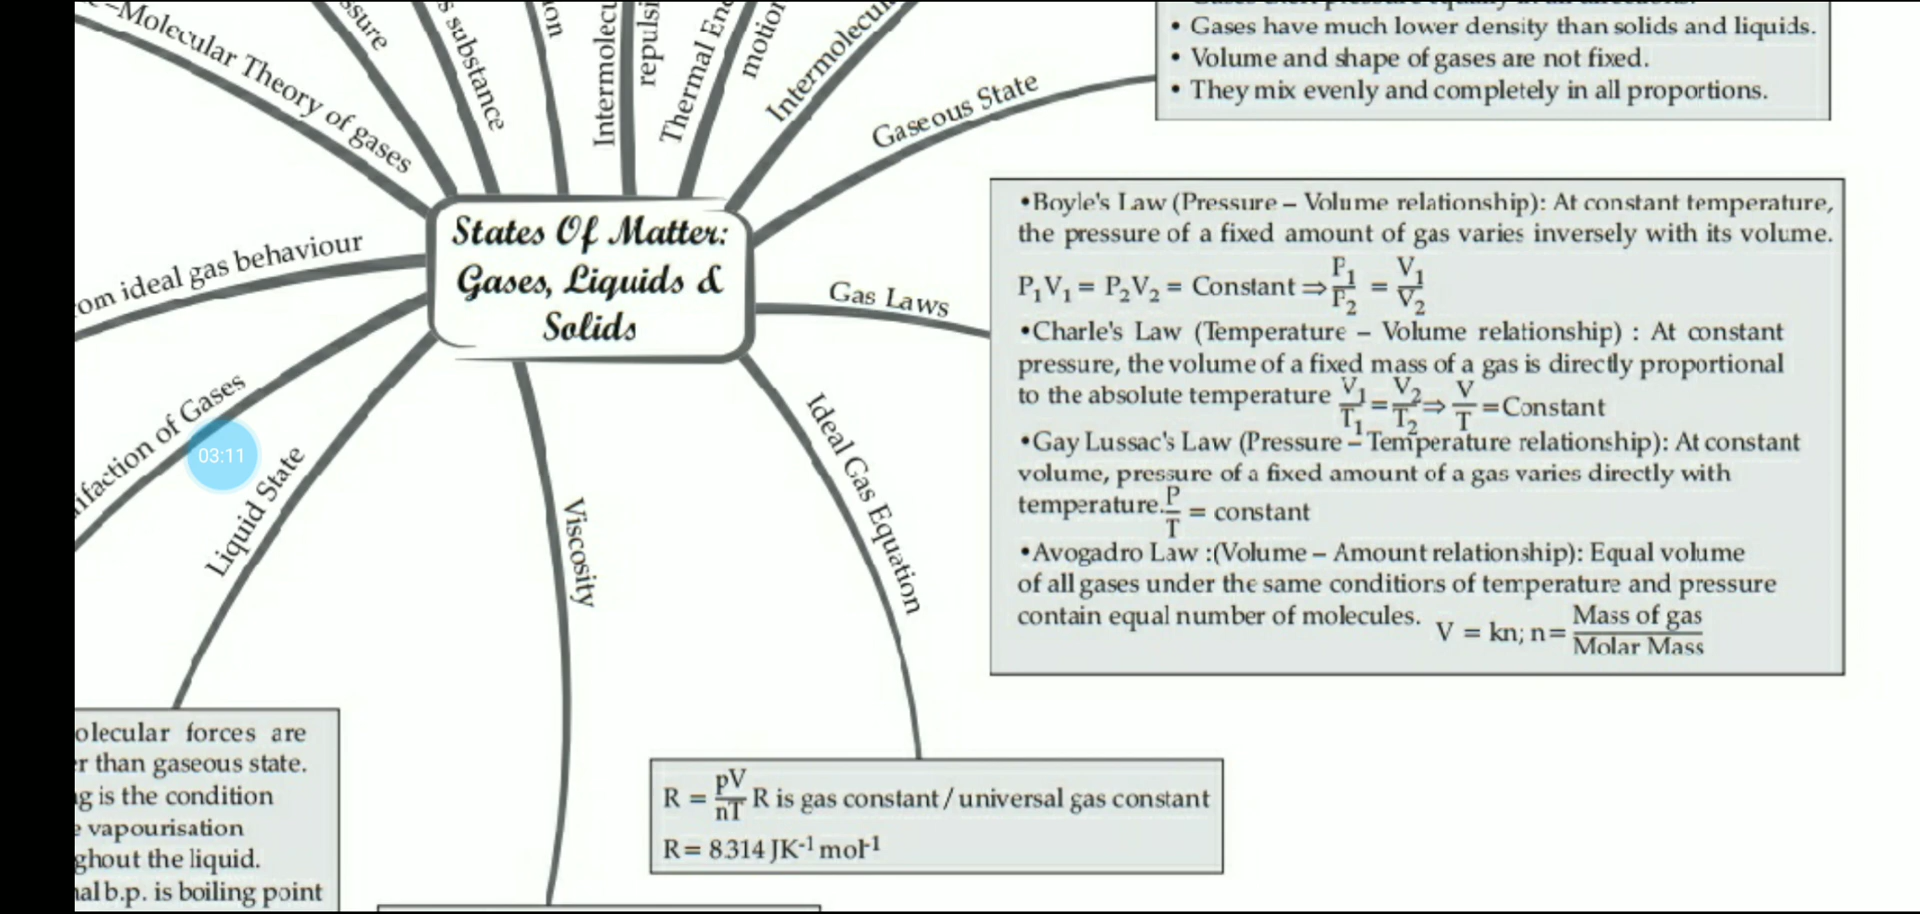 –Molecular Theory of gases
ssure
s substance
on
repulsi
motion
Gaseous State
• Gases have much lower density than solids and liquids.
• Volume and shape of gases are not fixed.
• They mix evenly and completely in all proportions.
States Of Matter:
Gases, Liquids &
Solids
om ideal gas behaviour
faction of Gases
03:11
Liquid State
Viscosity
Ideal Gas Equation
Gas Laws
•Boyle's Law (Pressure – Volume relationship): At constant temperature,
the pressure of a fixed amount of gas varies inversely with its volume.
P₁V₁ = P₂V₂ = Constant ⇒ P₁/P₂ = V₁/V₂
•Charle's Law (Temperature – Volume relationship) : At constant
pressure, the volume of a fixed mass of a gas is directly proportional
to the absolute temperature V₁/T₁ = V₂/T₂ ⇒ V/T = Constant
•Gay Lussac's Law (Pressure – Temperature relationship): At constant
volume, pressure of a fixed amount of a gas varies directly with
temperature. P/T = constant
•Avogadro Law :(Volume – Amount relationship): Equal volume
of all gases under the same conditiors of temperature and pressure
contain equal number of molecules. V = kn; n = Mass of gas/Molar Mass
olecular forces are
r than gaseous state.
g is the condition
e vapourisation
ghout the liquid.
al b.p. is boiling point
R = pV/nT R is gas constant / universal gas constant
R = 8314 JK⁻¹ mol⁻¹